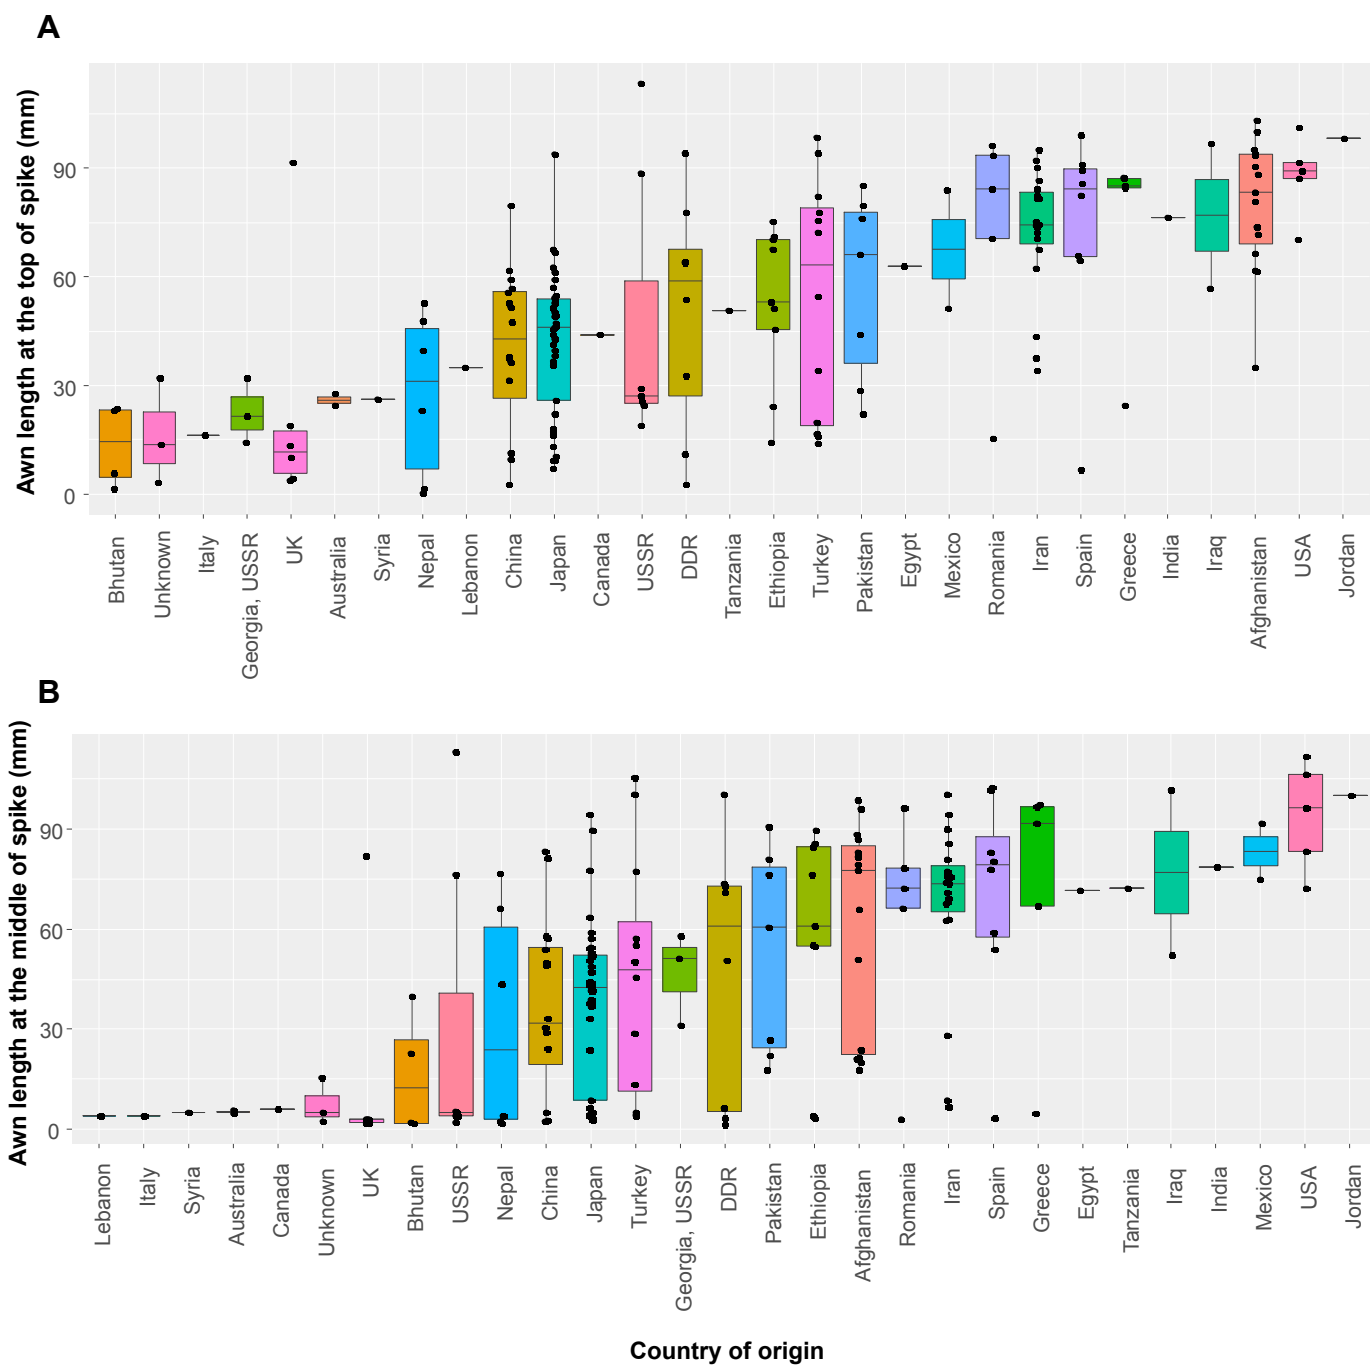 A
Awn length at the top of spike (mm)
90
60
30
0
Bhutan
Unknown
Italy
Georgia, USSR
UK
Australia
Syria
Nepal
Lebanon
China
Japan
Canada
USSR
DDR
Tanzania
Ethiopia
Turkey
Pakistan
Egypt
Mexico
Romania
Iran
Spain
Greece
India
Iraq
Afghanistan
USA
Jordan
B
Awn length at the middle of spike (mm)
90
60
30
0
Lebanon
Italy
Syria
Australia
Canada
Unknown
UK
Bhutan
USSR
Nepal
China
Japan
Turkey
Georgia, USSR
DDR
Pakistan
Ethiopia
Afghanistan
Romania
Iran
Spain
Greece
Egypt
Tanzania
Iraq
India
Mexico
USA
Jordan
Country of origin